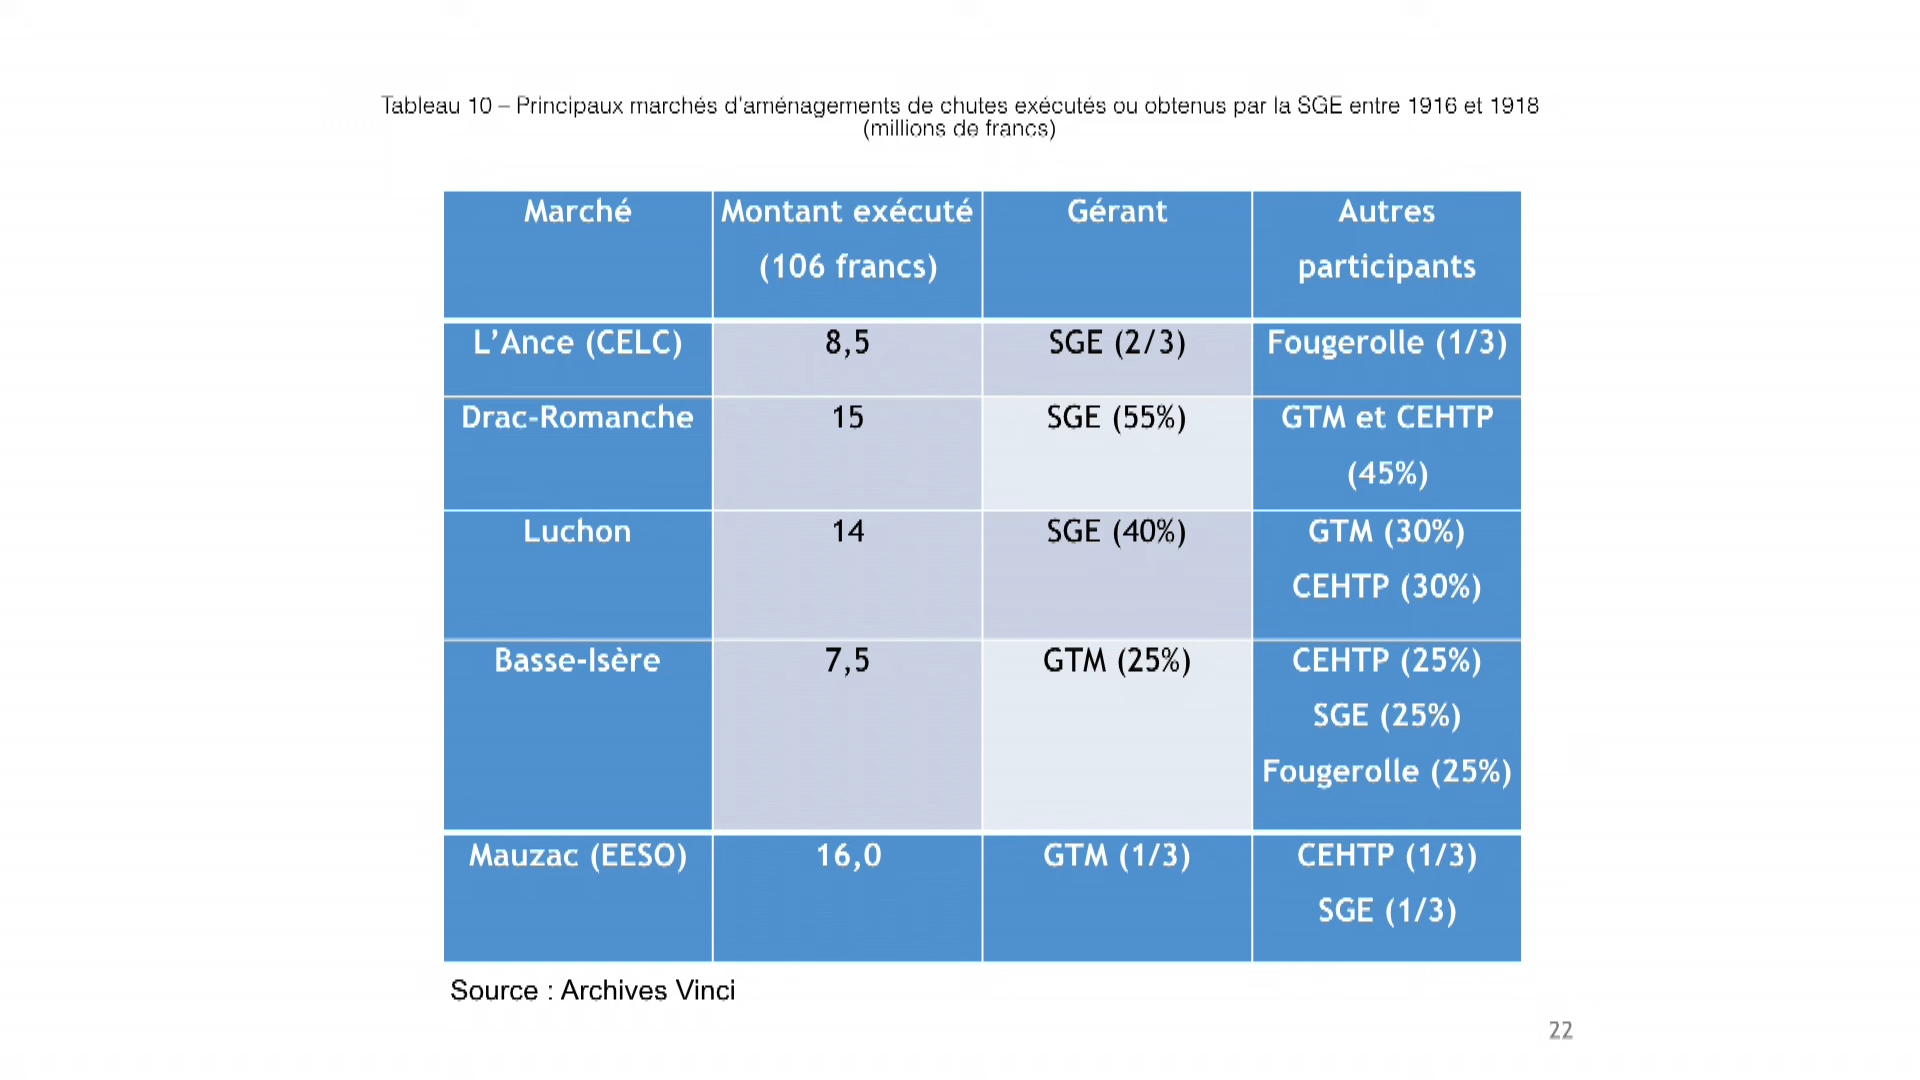 Tableau 10 – Principaux marchés d'aménagements de chutes exécutés ou obtenus par la SGE entre 1916 et 1918
(millions de francs)
Marché
Montant exécuté
(106 francs)
Gérant
Autres
participants
L'Ance (CELC)
8,5
SGE (2/3)
Fougerolle (1/3)
Drac-Romanche
15
SGE (55%)
GTM et CEHTP
(45%)
Luchon
14
SGE (40%)
GTM (30%)
CEHTP (30%)
Basse-Isère
7,5
GTM (25%)
CEHTP (25%)
SGE (25%)
Fougerolle (25%)
Mauzac (EESO)
16,0
GTM (1/3)
CEHTP (1/3)
SGE (1/3)
Source : Archives Vinci
22